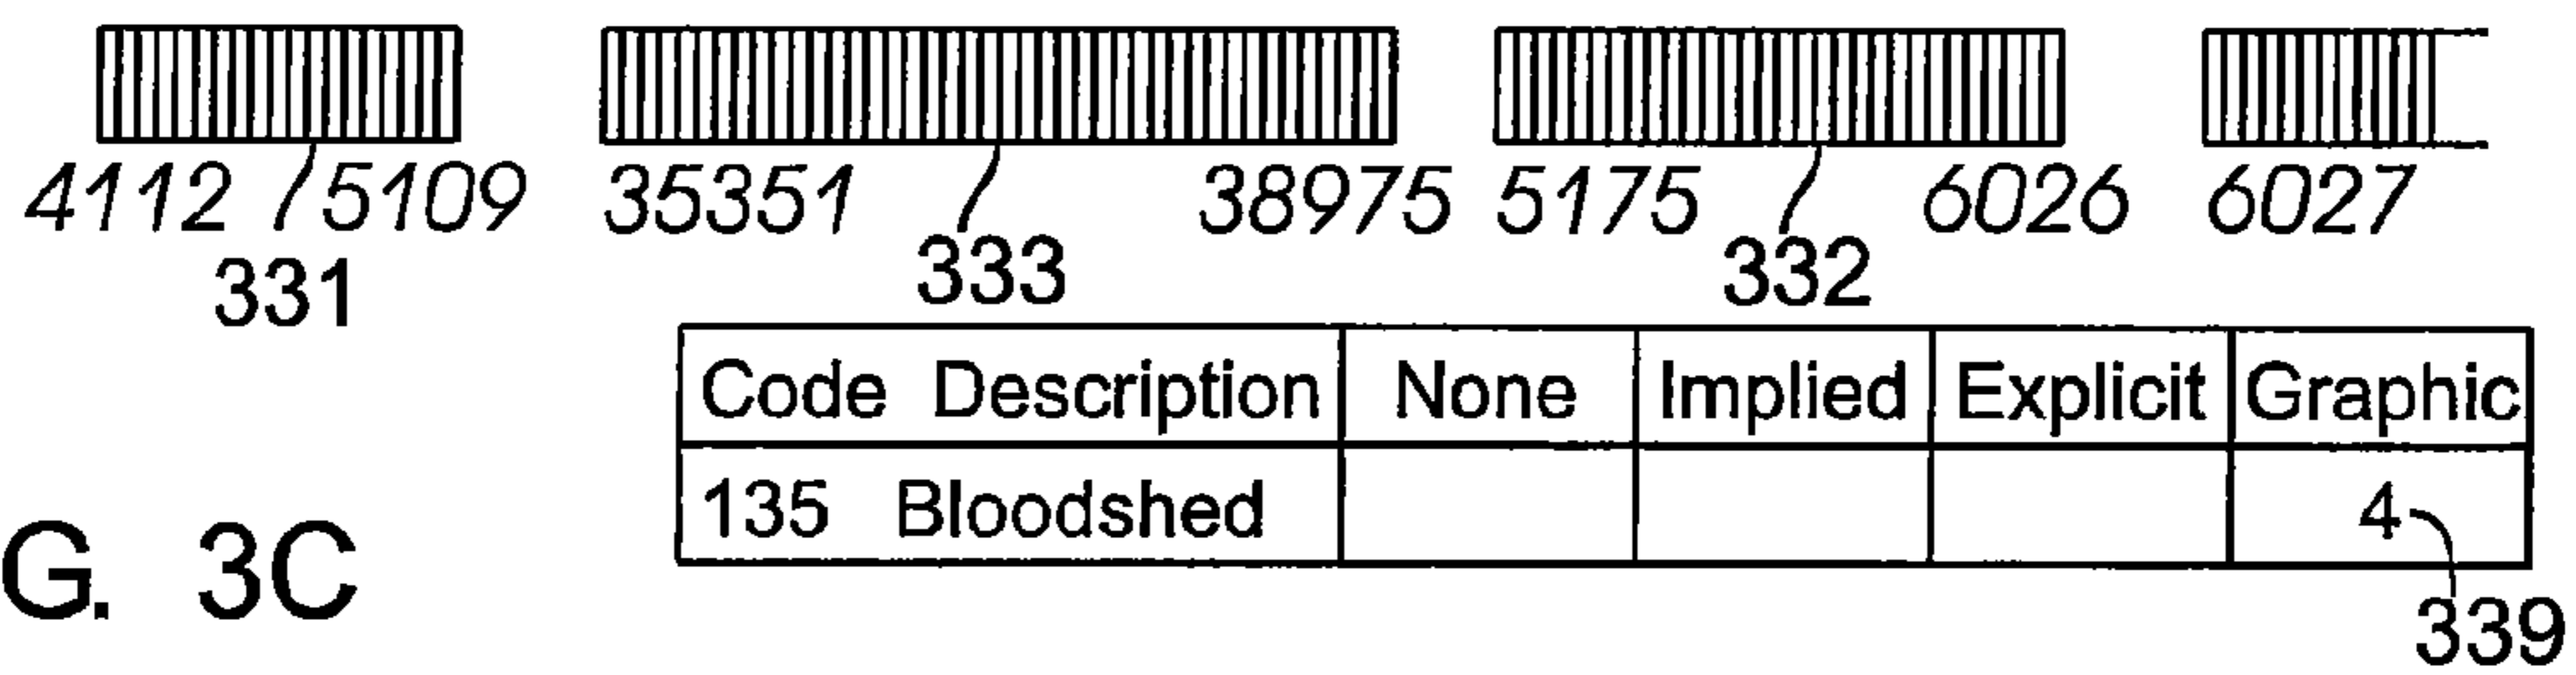 4112 5109 35351 38975 5175 6026 6027
331 333 332
Code Description None Implied Explicit Graphic
135 Bloodshed 4
G. 3C
339